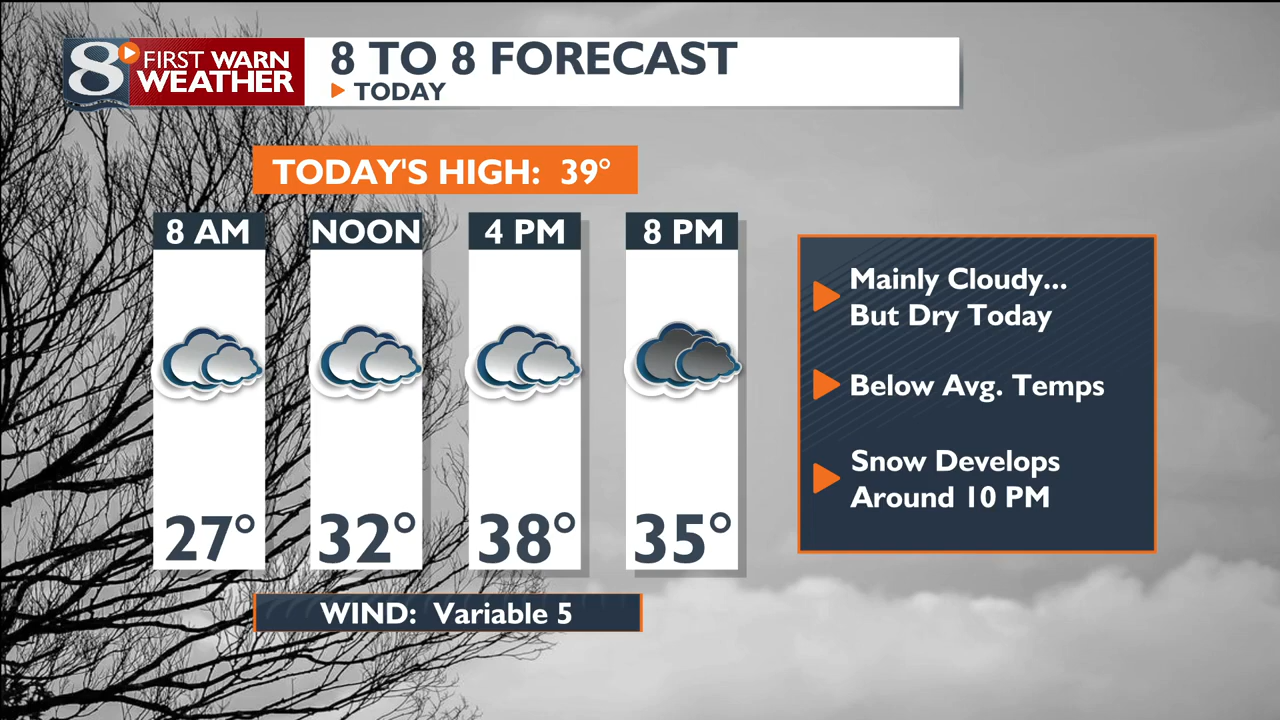 8
FIRST WARN
WEATHER
8 TO 8 FORECAST
TODAY
TODAY'S HIGH: 39°
8 AM
NOON
4 PM
8 PM
27°
32°
38°
35°
WIND: Variable 5
Mainly Cloudy...
But Dry Today
Below Avg. Temps
Snow Develops
Around 10 PM